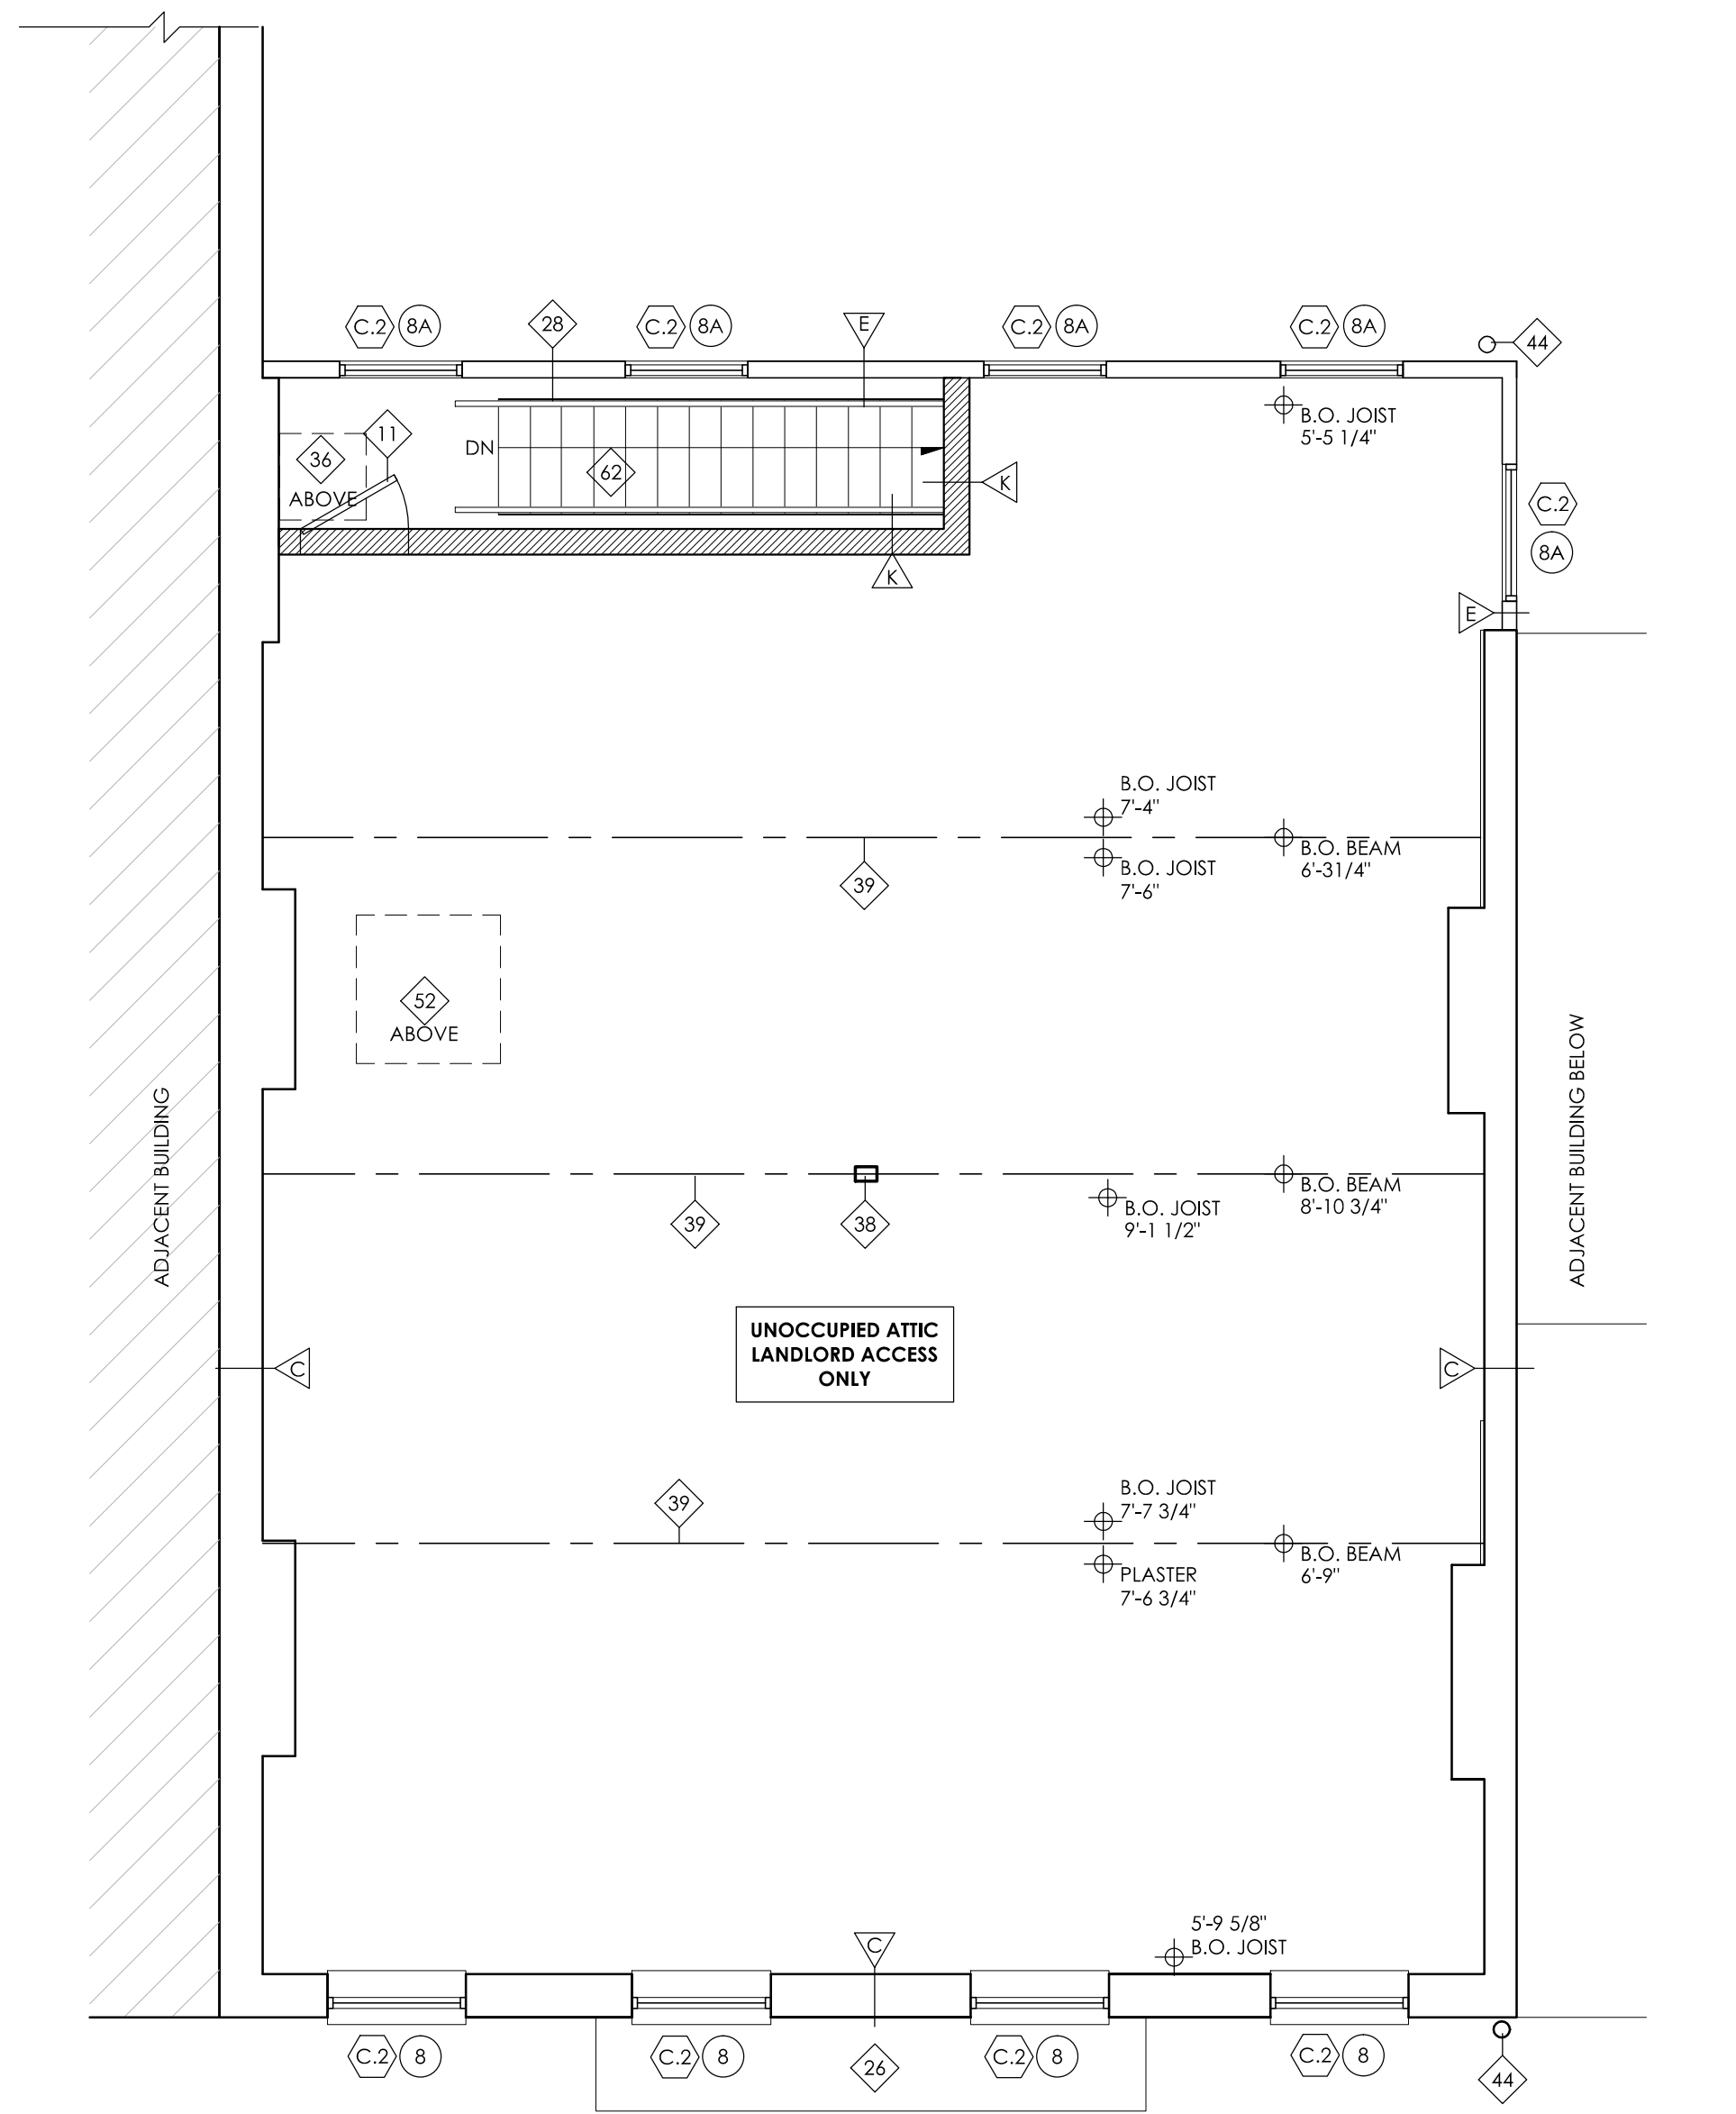 C.2 8A 28 C.2 8A E C.2 8A C.2 8A 44
B.O. JOIST
5'-5 1/4"
11
36
ABOVE
DN
62
K
K
C.2
8A
E
B.O. JOIST
7'-4"
B.O. JOIST
7'-6"
B.O. BEAM
6'-31/4"
39
52
ABOVE
ADJACENT BUILDING
ADJACENT BUILDING BELOW
39
38
B.O. JOIST
9'-1 1/2"
B.O. BEAM
8'-10 3/4"
UNOCCUPIED ATTIC
LANDLORD ACCESS
ONLY
C
C
39
B.O. JOIST
7'-7 3/4"
PLASTER
7'-6 3/4"
B.O. BEAM
6'-9"
C
5'-9 5/8"
B.O. JOIST
C.2 8 C.2 8 26 C.2 8 C.2 8 44